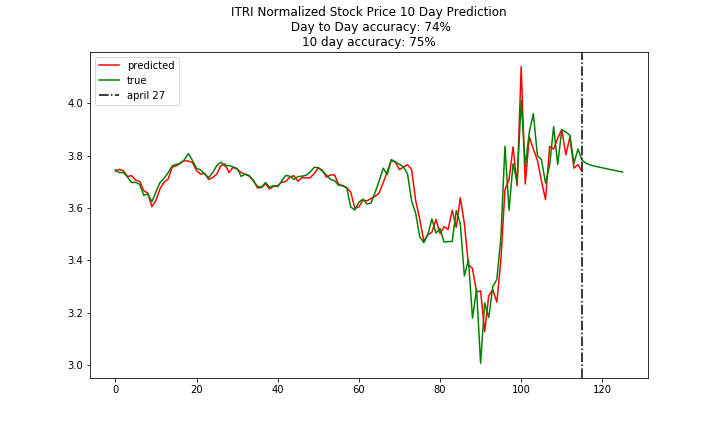 ITRI Normalized Stock Price 10 Day Prediction
Day to Day accuracy: 74%
10 day accuracy: 75%
predicted
true
april 27
4.0
3.8
3.6
3.4
3.2
3.0
0 20 40 60 80 100 120